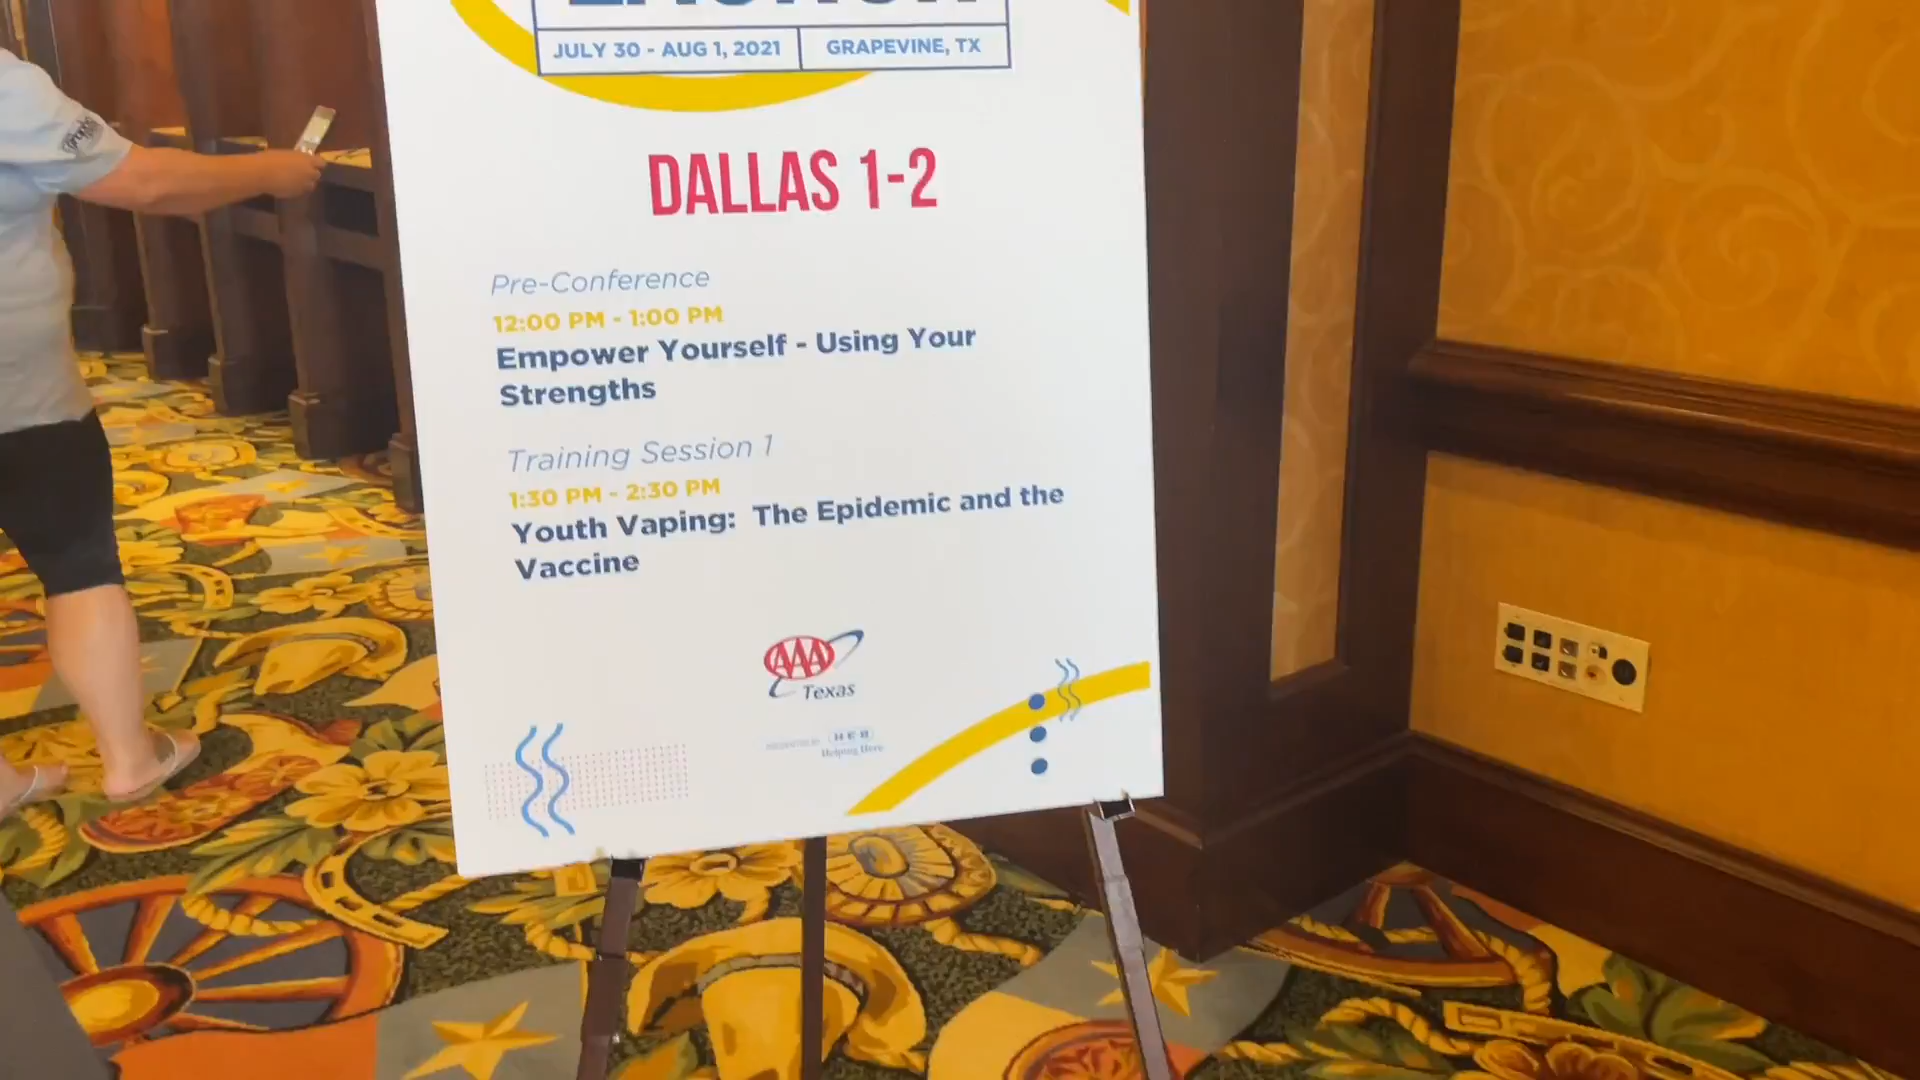 JULY 30 - AUG 1, 2021
GRAPEVINE, TX
DALLAS 1-2
Pre-Conference
12:00 PM - 1:00 PM
Empower Yourself - Using Your
Strengths
Training Session 1
1:30 PM - 2:30 PM
Youth Vaping: The Epidemic and the
Vaccine
AAA
Texas
H-E-B
Helping Here